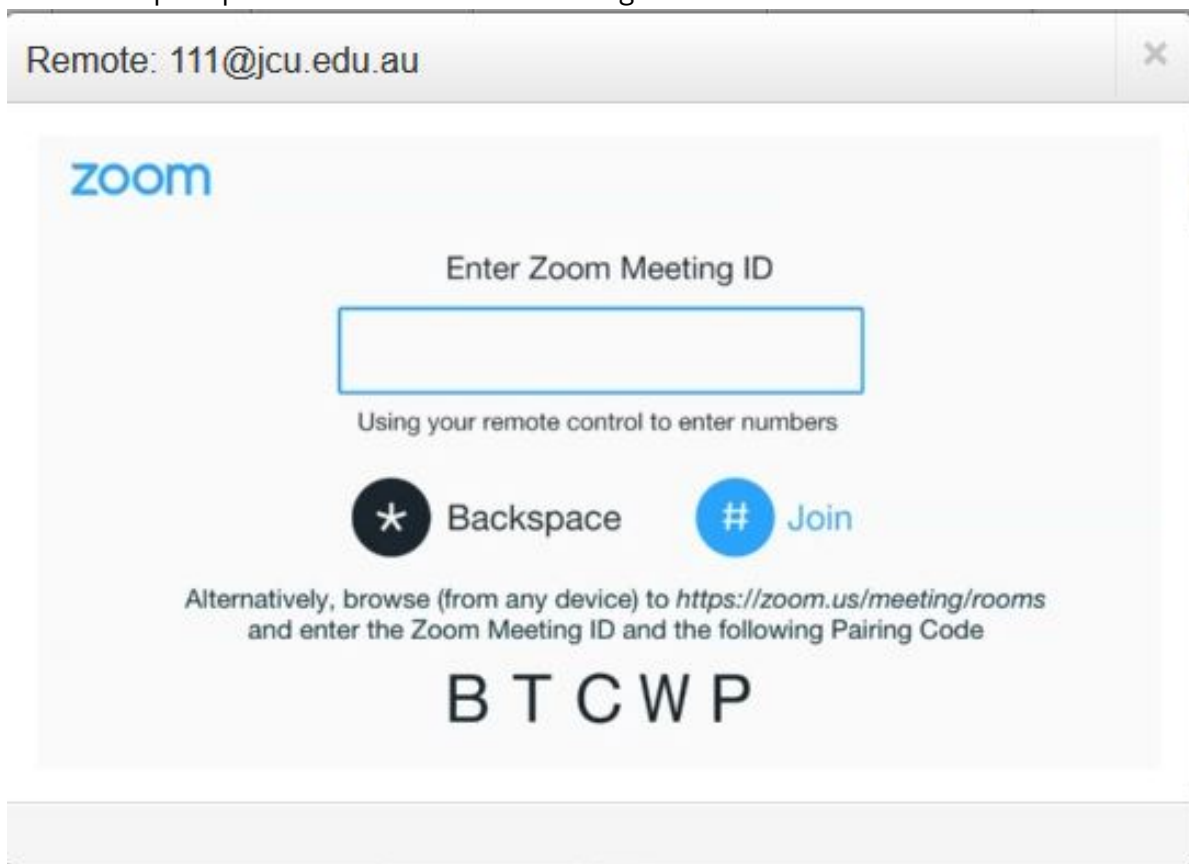 Remote: 111@jcu.edu.au
×
zoom
Enter Zoom Meeting ID
Using your remote control to enter numbers
* Backspace # Join
Alternatively, browse (from any device) to https://zoom.us/meeting/rooms
and enter the Zoom Meeting ID and the following Pairing Code
B T C W P